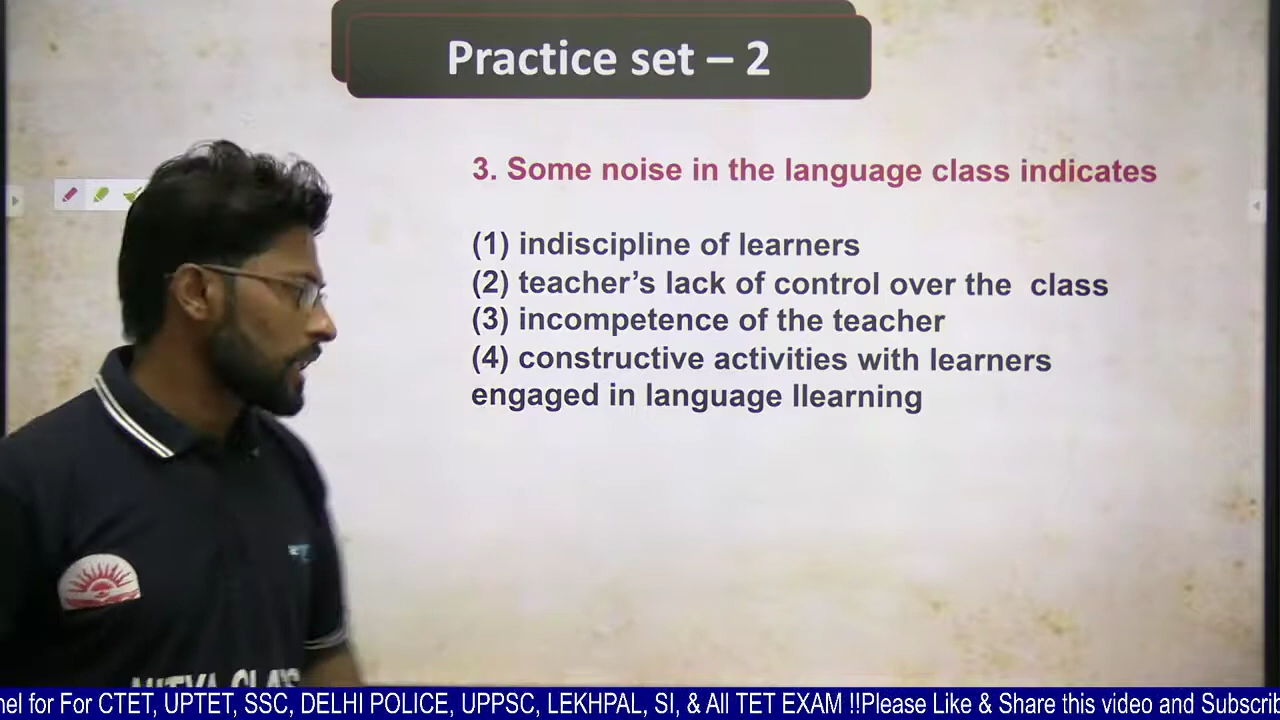 Practice set – 2
3. Some noise in the language class indicates
(1) indiscipline of learners
(2) teacher’s lack of control over the class
(3) incompetence of the teacher
(4) constructive activities with learners
engaged in language llearning
nel for For CTET, UPTET, SSC, DELHI POLICE, UPPSC, LEKHPAL, SI, & All TET EXAM !!Please Like & Share this video and Subscrib